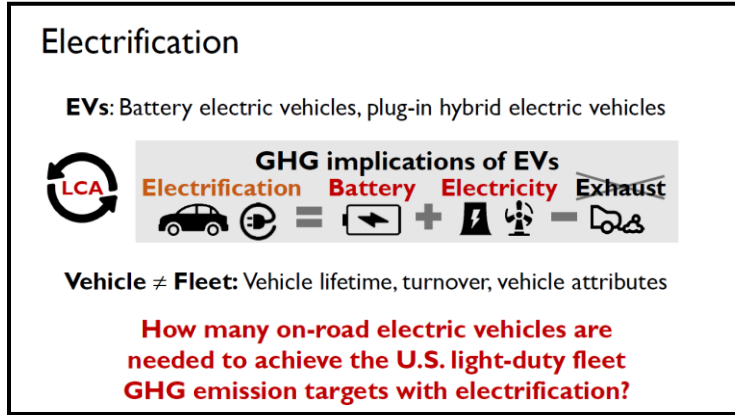 Electrification
EVs: Battery electric vehicles, plug-in hybrid electric vehicles
GHG implications of EVs
LCA
Electrification Battery Electricity Exhaust
= + −
Vehicle ≠ Fleet: Vehicle lifetime, turnover, vehicle attributes
How many on-road electric vehicles are
needed to achieve the U.S. light-duty fleet
GHG emission targets with electrification?